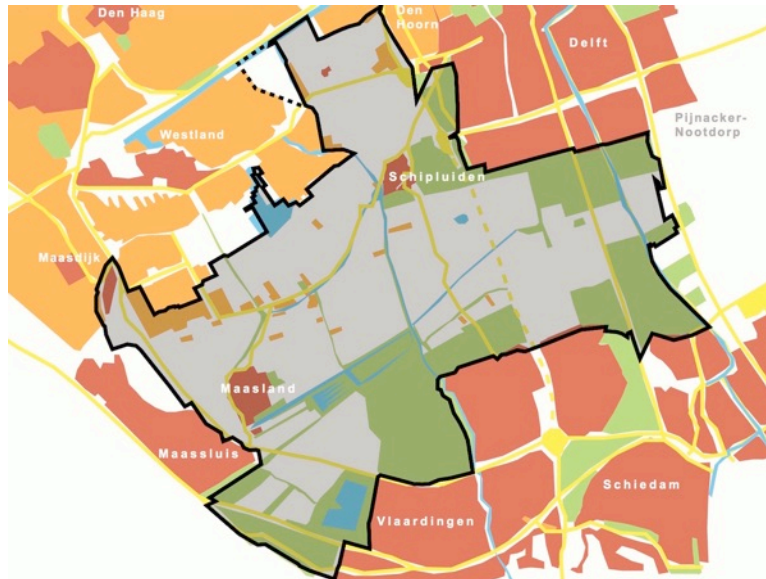 Den Haag
Den
Hoorn
Delft
Pijnacker-
Nootdorp
Westland
Schipluiden
Maasdijk
Maasland
Maassluis
Schiedam
Vlaardingen